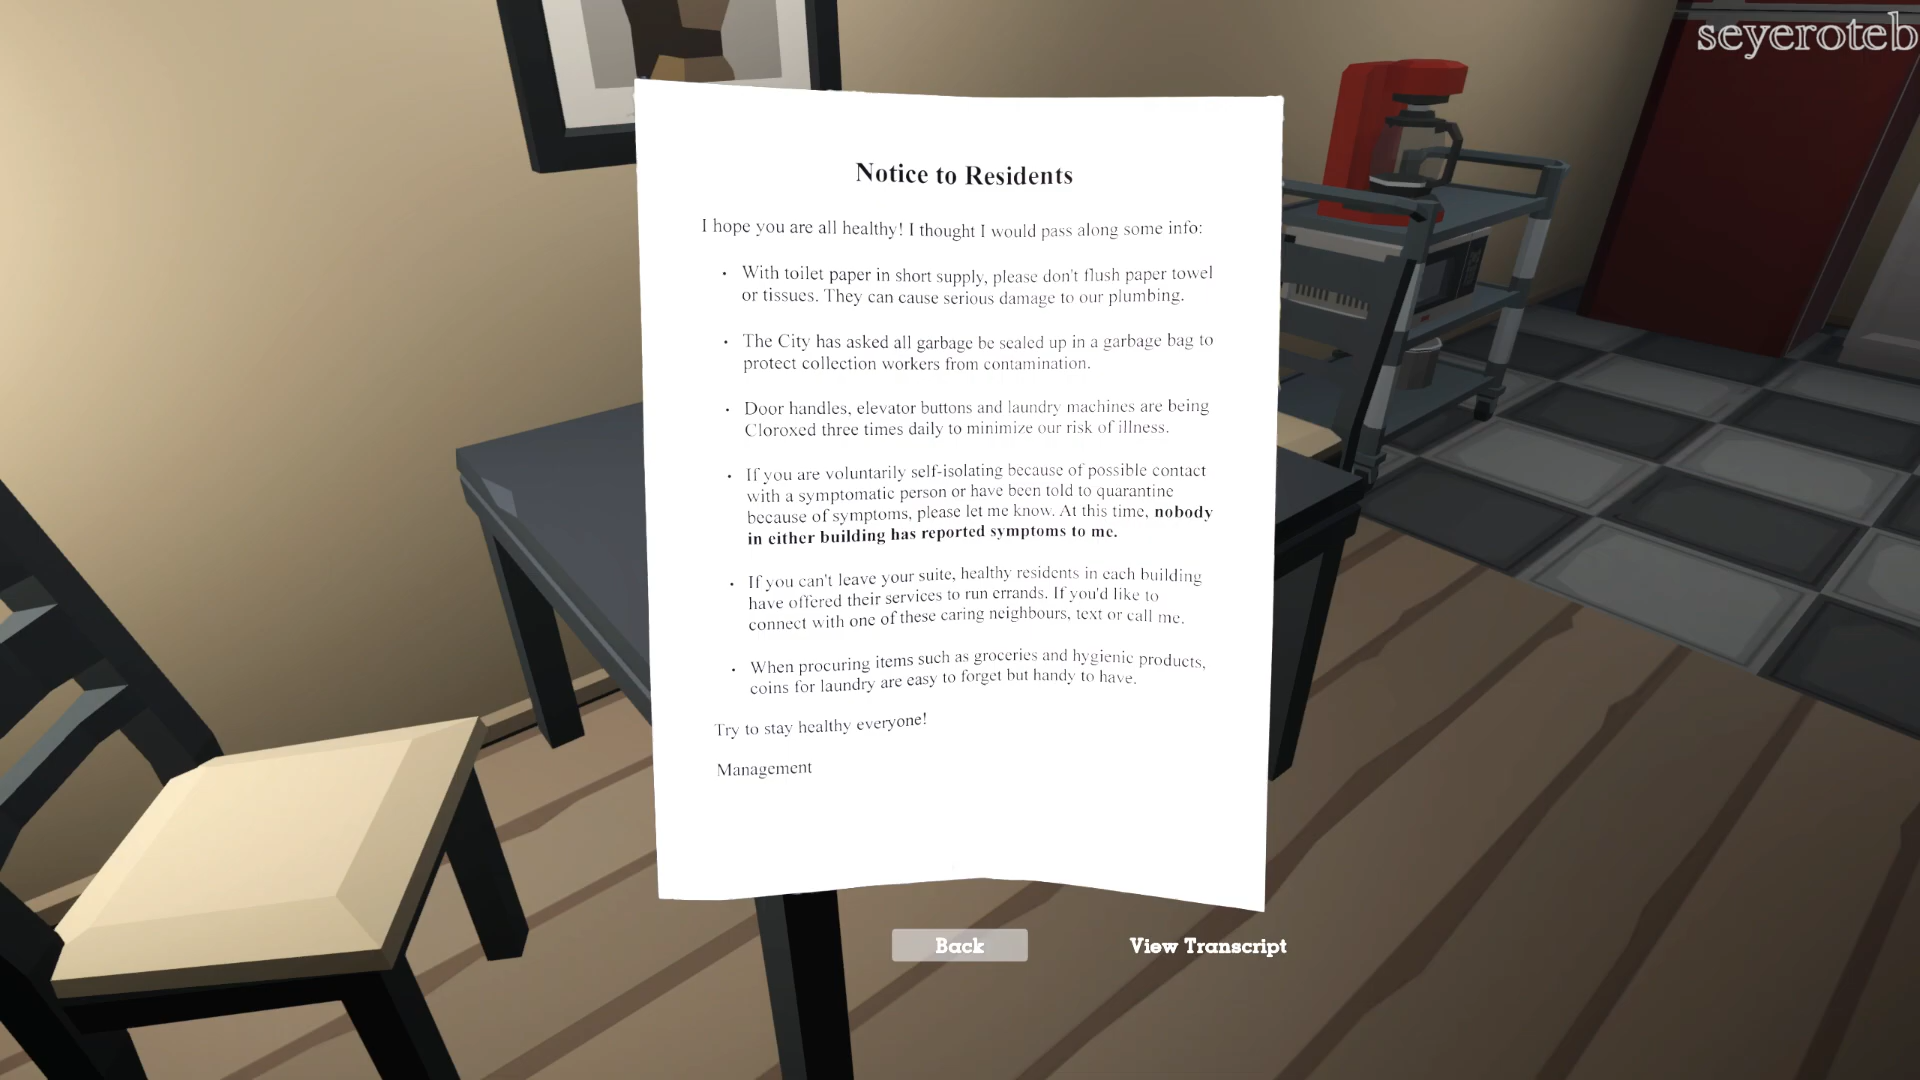 seyeroteb
Notice to Residents
I hope you are all healthy! I thought I would pass along some info:
· With toilet paper in short supply, please don't flush paper towel
or tissues. They can cause serious damage to our plumbing.
· The City has asked all garbage be sealed up in a garbage bag to
protect collection workers from contamination.
· Door handles, elevator buttons and laundry machines are being
Cloroxed three times daily to minimize our risk of illness.
· If you are voluntarily self-isolating because of possible contact
with a symptomatic person or have been told to quarantine
because of symptoms, please let me know. At this time, nobody
in either building has reported symptoms to me.
· If you can't leave your suite, healthy residents in each building
have offered their services to run errands. If you'd like to
connect with one of these caring neighbours, text or call me.
· When procuring items such as groceries and hygienic products,
coins for laundry are easy to forget but handy to have.
Try to stay healthy everyone!
Management
Back
View Transcript